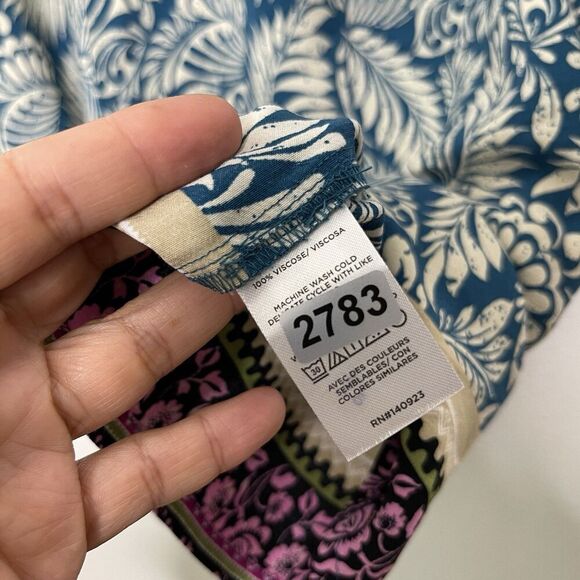 100% VISCOSE/ VISCOSA
MACHINE WASH COLD
DELICATE CYCLE WITH LIKE
2783
30
AVEC DES COULEURS
SEMBLABLES/ CON
COLORES SIMILARES
RN#140923